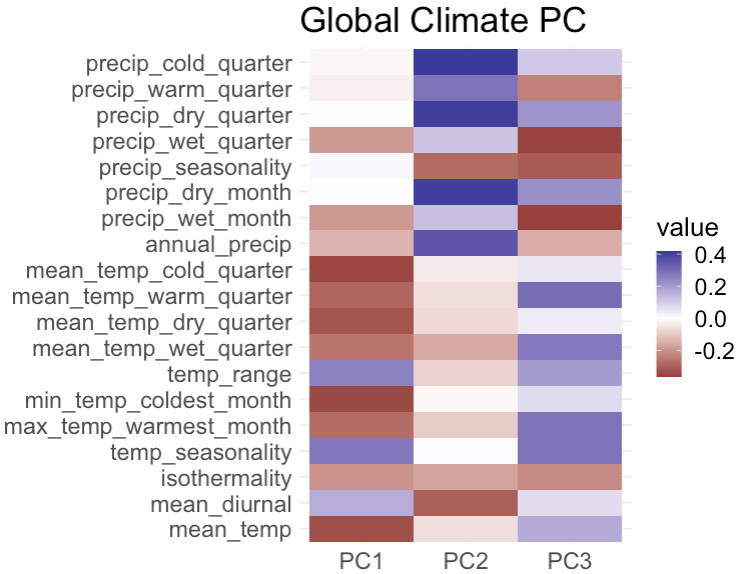 Global Climate PC
precip_cold_quarter
precip_warm_quarter
precip_dry_quarter
precip_wet_quarter
precip_seasonality
precip_dry_month
precip_wet_month
annual_precip
mean_temp_cold_quarter
mean_temp_warm_quarter
mean_temp_dry_quarter
mean_temp_wet_quarter
temp_range
min_temp_coldest_month
max_temp_warmest_month
temp_seasonality
isothermality
mean_diurnal
mean_temp
PC1 PC2 PC3
value
0.4
0.2
0.0
-0.2